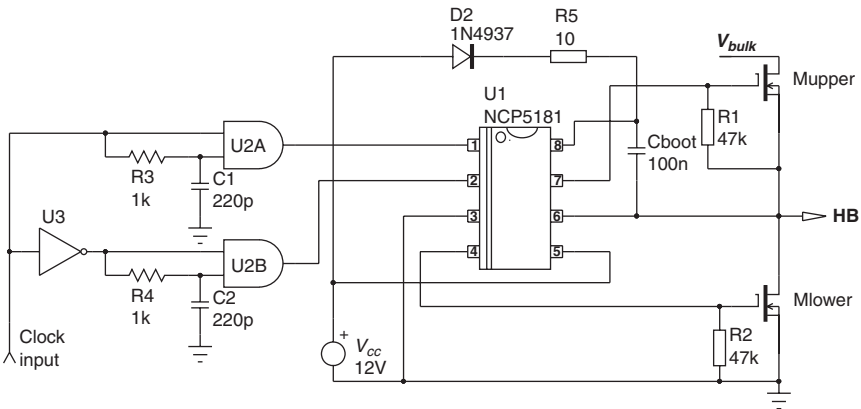 D2
1N4937
R5
10
V_bulk
Mupper
U1
NCP5181
R1
47k
Cboot
100n
U2A
1
8
R3
1k
C1
220p
2
7
U3
3
6
HB
U2B
4
5
R4
1k
C2
220p
Mlower
Clock
input
+
V_cc
12V
R2
47k